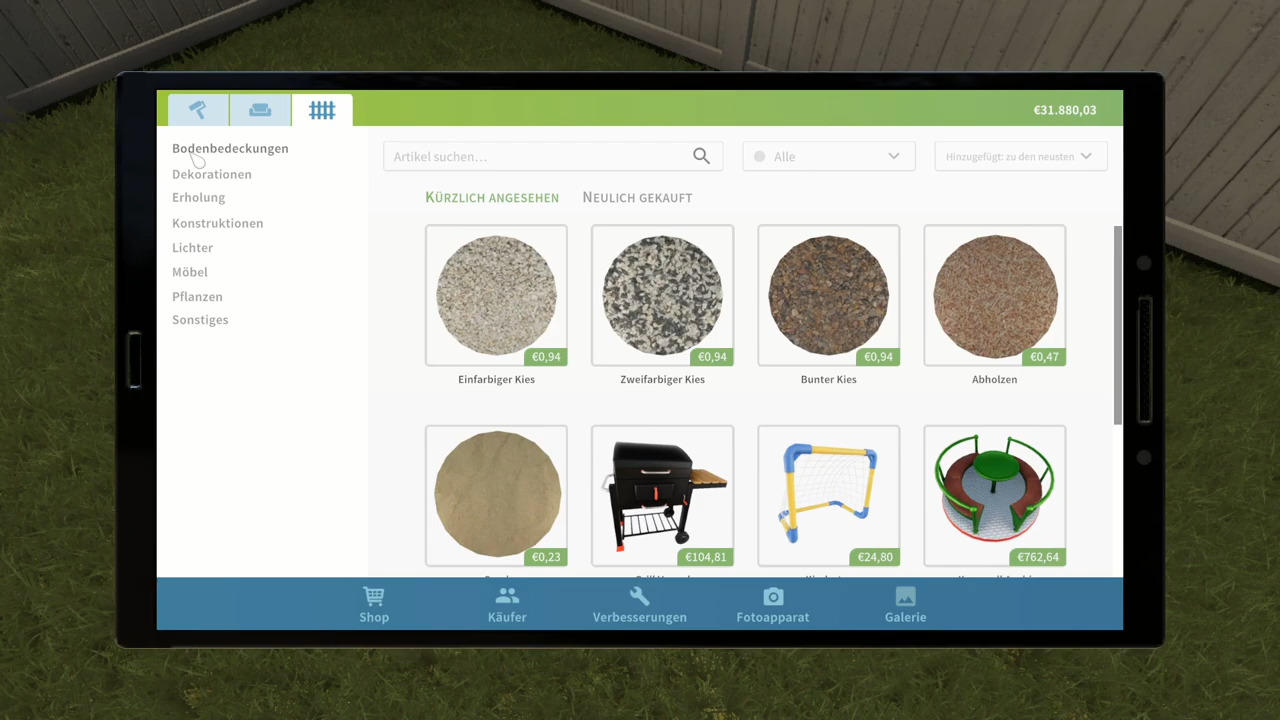 €31.880,03
Bodenbedeckungen
Dekorationen
Erholung
Konstruktionen
Lichter
Möbel
Pflanzen
Sonstiges
Artikel suchen...
Alle
Hinzugefügt: zu den neusten
KÜRZLICH ANGESEHEN
NEULICH GEKAUFT
€0,94
€0,94
€0,94
€0,47
Einfarbiger Kies
Zweifarbiger Kies
Bunter Kies
Abholzen
€0,23
€104,81
€24,80
€762,64
Shop
Käufer
Verbesserungen
Fotoapparat
Galerie